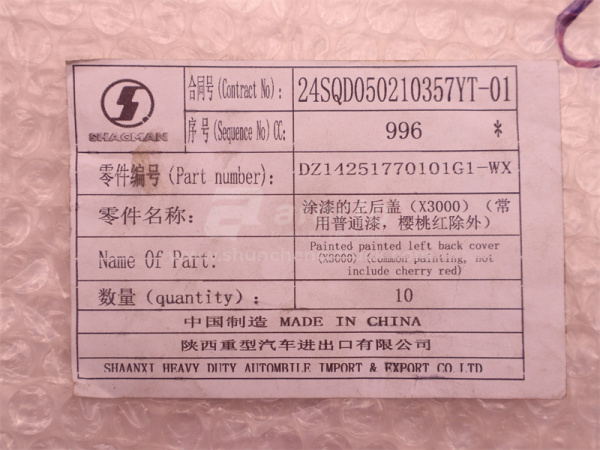 SHACMAN
合同号(Contract No): 24SQD050210357YT-01
序号(Sequence No)CC: 996 *
零件编号(Part number): DZ14251770101G1-WX
零件名称: 涂漆的左后盖(X3000)(常
用普通漆,樱桃红除外)
Name Of Part: Painted painted left back cover
(X3000) (common painting, not
include cherry red)
数量(quantity): 10
中国制造 MADE IN CHINA
陕西重型汽车进出口有限公司
SHAANXI HEAVY DUTY AUTOMBILE IMPORT & EXPORT CO LTD